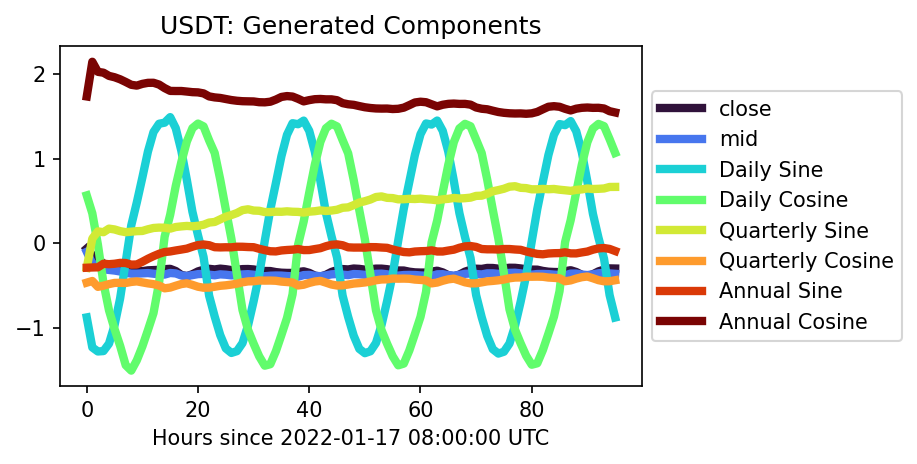 USDT: Generated Components
2
1
0
−1
0 20 40 60 80
Hours since 2022-01-17 08:00:00 UTC
close
mid
Daily Sine
Daily Cosine
Quarterly Sine
Quarterly Cosine
Annual Sine
Annual Cosine